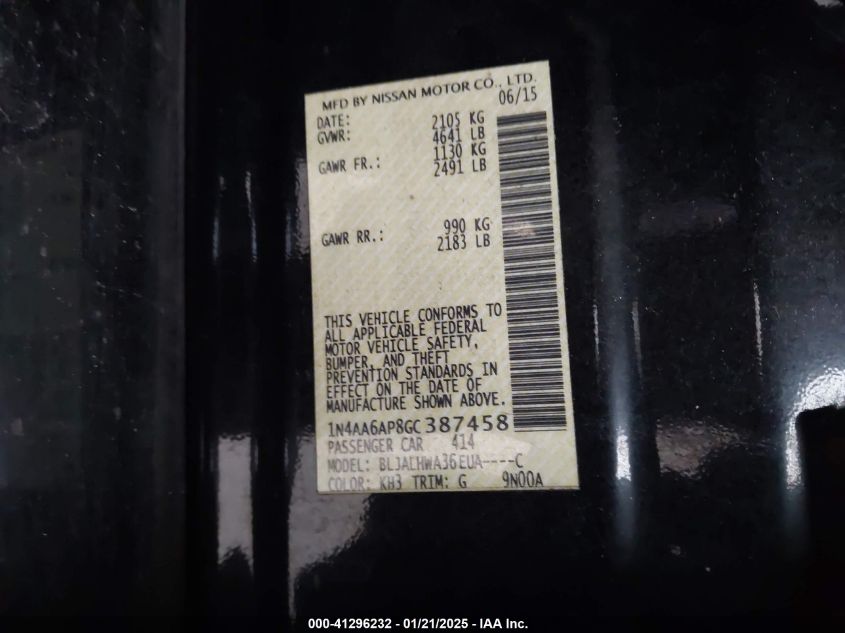 MFD BY NISSAN MOTOR CO., LTD.
DATE: 06/15
GVWR: 2105 KG
4641 LB
GAWR FR.: 1130 KG
2491 LB
GAWR RR.: 990 KG
2183 LB
THIS VEHICLE CONFORMS TO
ALL APPLICABLE FEDERAL
MOTOR VEHICLE SAFETY,
BUMPER, AND THEFT
PREVENTION STANDARDS IN
EFFECT ON THE DATE OF
MANUFACTURE SHOWN ABOVE.
1N4AA6AP8GC387458
PASSENGER CAR 414
MODEL: EUA----C
COLOR: KH3 TRIM: G 9N00A
000-41296232 - 01/21/2025 - IAA Inc.